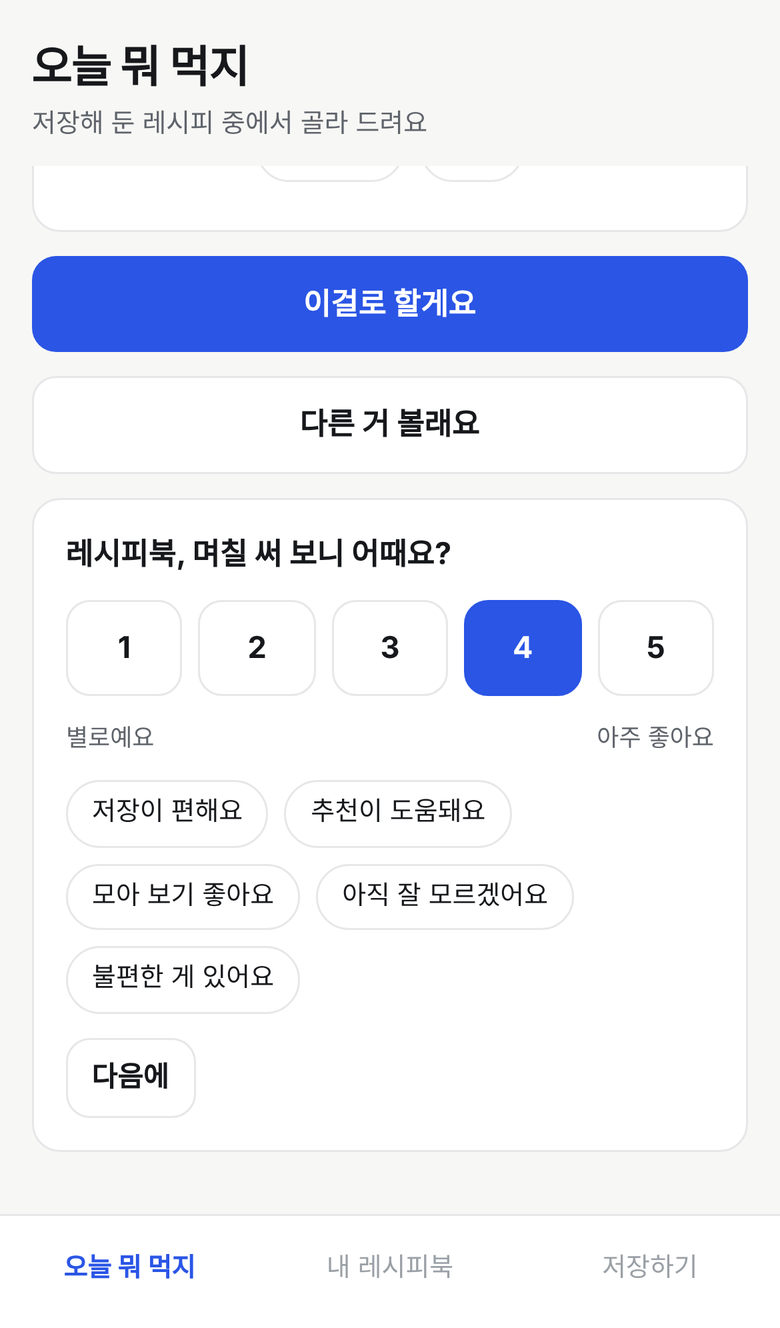 오늘 뭐 먹지
저장해 둔 레시피 중에서 골라 드려요
이걸로 할게요
다른 거 볼래요
레시피북, 며칠 써 보니 어때요?
1 2 3 4 5
별로예요 아주 좋아요
저장이 편해요 추천이 도움돼요
모아 보기 좋아요 아직 잘 모르겠어요
불편한 게 있어요
다음에
오늘 뭐 먹지 내 레시피북 저장하기